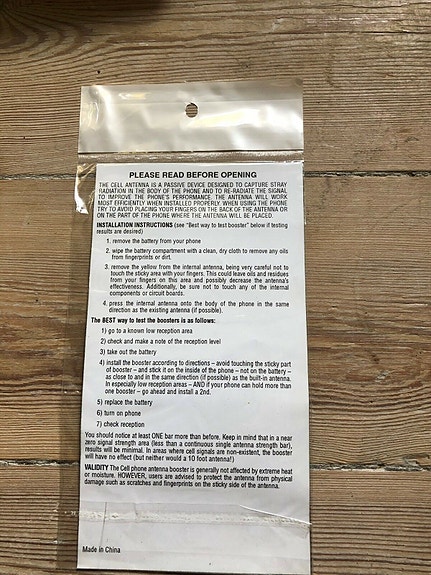 PLEASE READ BEFORE OPENING
THE CELL ANTENNA IS A PASSIVE DEVICE DESIGNED TO CAPTURE STRAY
RADIATION IN THE BODY OF THE PHONE AND TO RE-RADIATE THE SIGNAL
TO IMPROVE THE PHONE'S PERFORMANCE. THE ANTENNA WILL WORK
MOST EFFICIENTLY WHEN INSTALLED PROPERLY. WHEN USING THE PHONE
TRY TO AVOID PLACING YOUR FINGERS ON THE BACK OF THE ANTENNA OR
ON THE PART OF THE PHONE WHERE THE ANTENNA WILL BE PLACED.
INSTALLATION INSTRUCTIONS (see "Best way to test booster" below if testing
results are desired)
1. remove the battery from your phone
2. wipe the battery compartment with a clean, dry cloth to remove any oils
from fingerprints or dirt.
3. remove the yellow from the internal antenna, being very careful not to
touch the sticky area with your fingers. This could leave oils and residues
from your fingers on this area and possibly decrease the antenna's
effectiveness. Additionally, be sure not to touch any of the internal
components or circuit boards.
4. press the internal antenna onto the body of the phone in the same
direction as the existing antenna (if possible).
The BEST way to test the boosters is as follows:
1) go to a known low reception area
2) check and make a note of the reception level
3) take out the battery
4) install the booster according to directions – avoid touching the sticky part
of booster – and stick it on the inside of the phone – not on the battery –
as close to and in the same direction (if possible) as the built-in antenna.
In especially low reception areas – AND if your phone can hold more than
one booster – go ahead and install a 2nd.
5) replace the battery
6) turn on phone
7) check reception
You should notice at least ONE bar more than before. Keep in mind that in a near
zero signal strength area (less than a continuous single antenna strength bar),
results will be minimal. In areas where cell signals are non-existent, the booster
will have no effect (but neither would a 10 foot antenna!)
VALIDITY The Cell phone antenna booster is generally not affected by extreme heat
or moisture. HOWEVER, users are advised to protect the antenna from physical
damage such as scratches and fingerprints on the sticky side of the antenna.
Made in China